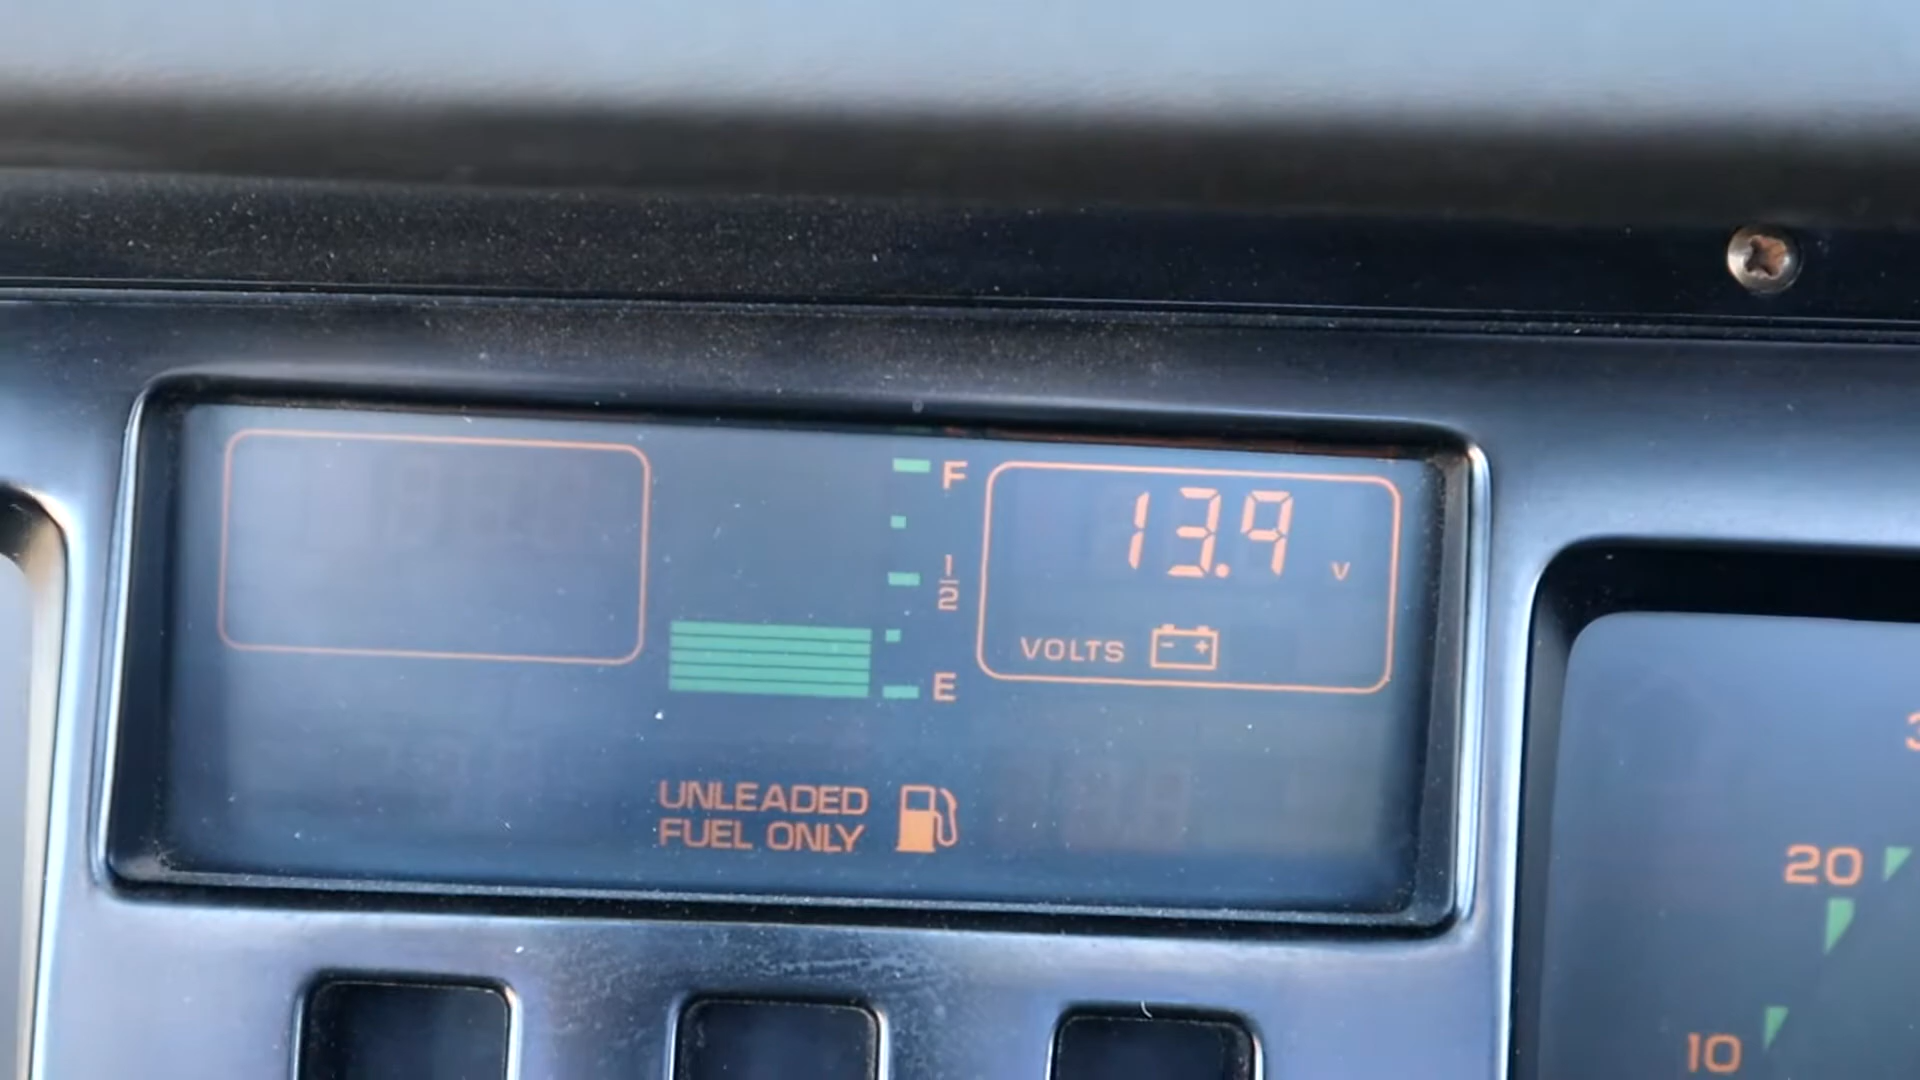 F
1/2
E
13.9 V
VOLTS - +
UNLEADED
FUEL ONLY
20
10